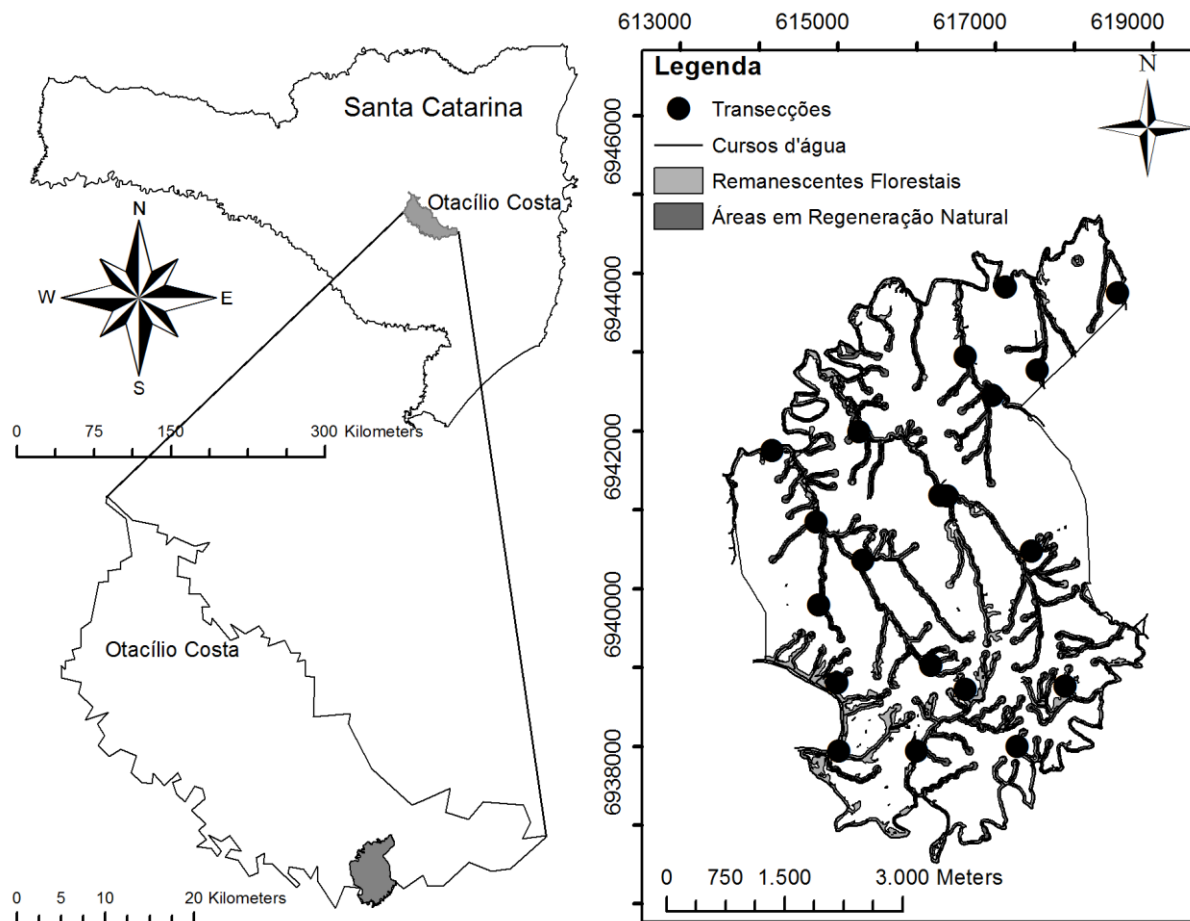 Santa Catarina
Otacílio Costa
N
W
E
S
0 75 150 300 Kilometers
Otacílio Costa
0 5 10 20 Kilometers
613000 615000 617000 619000
Legenda
N
Transecções
Cursos d'água
Remanescentes Florestais
Áreas em Regeneração Natural
6946000
6944000
6942000
6940000
6938000
0 750 1.500 3.000 Meters